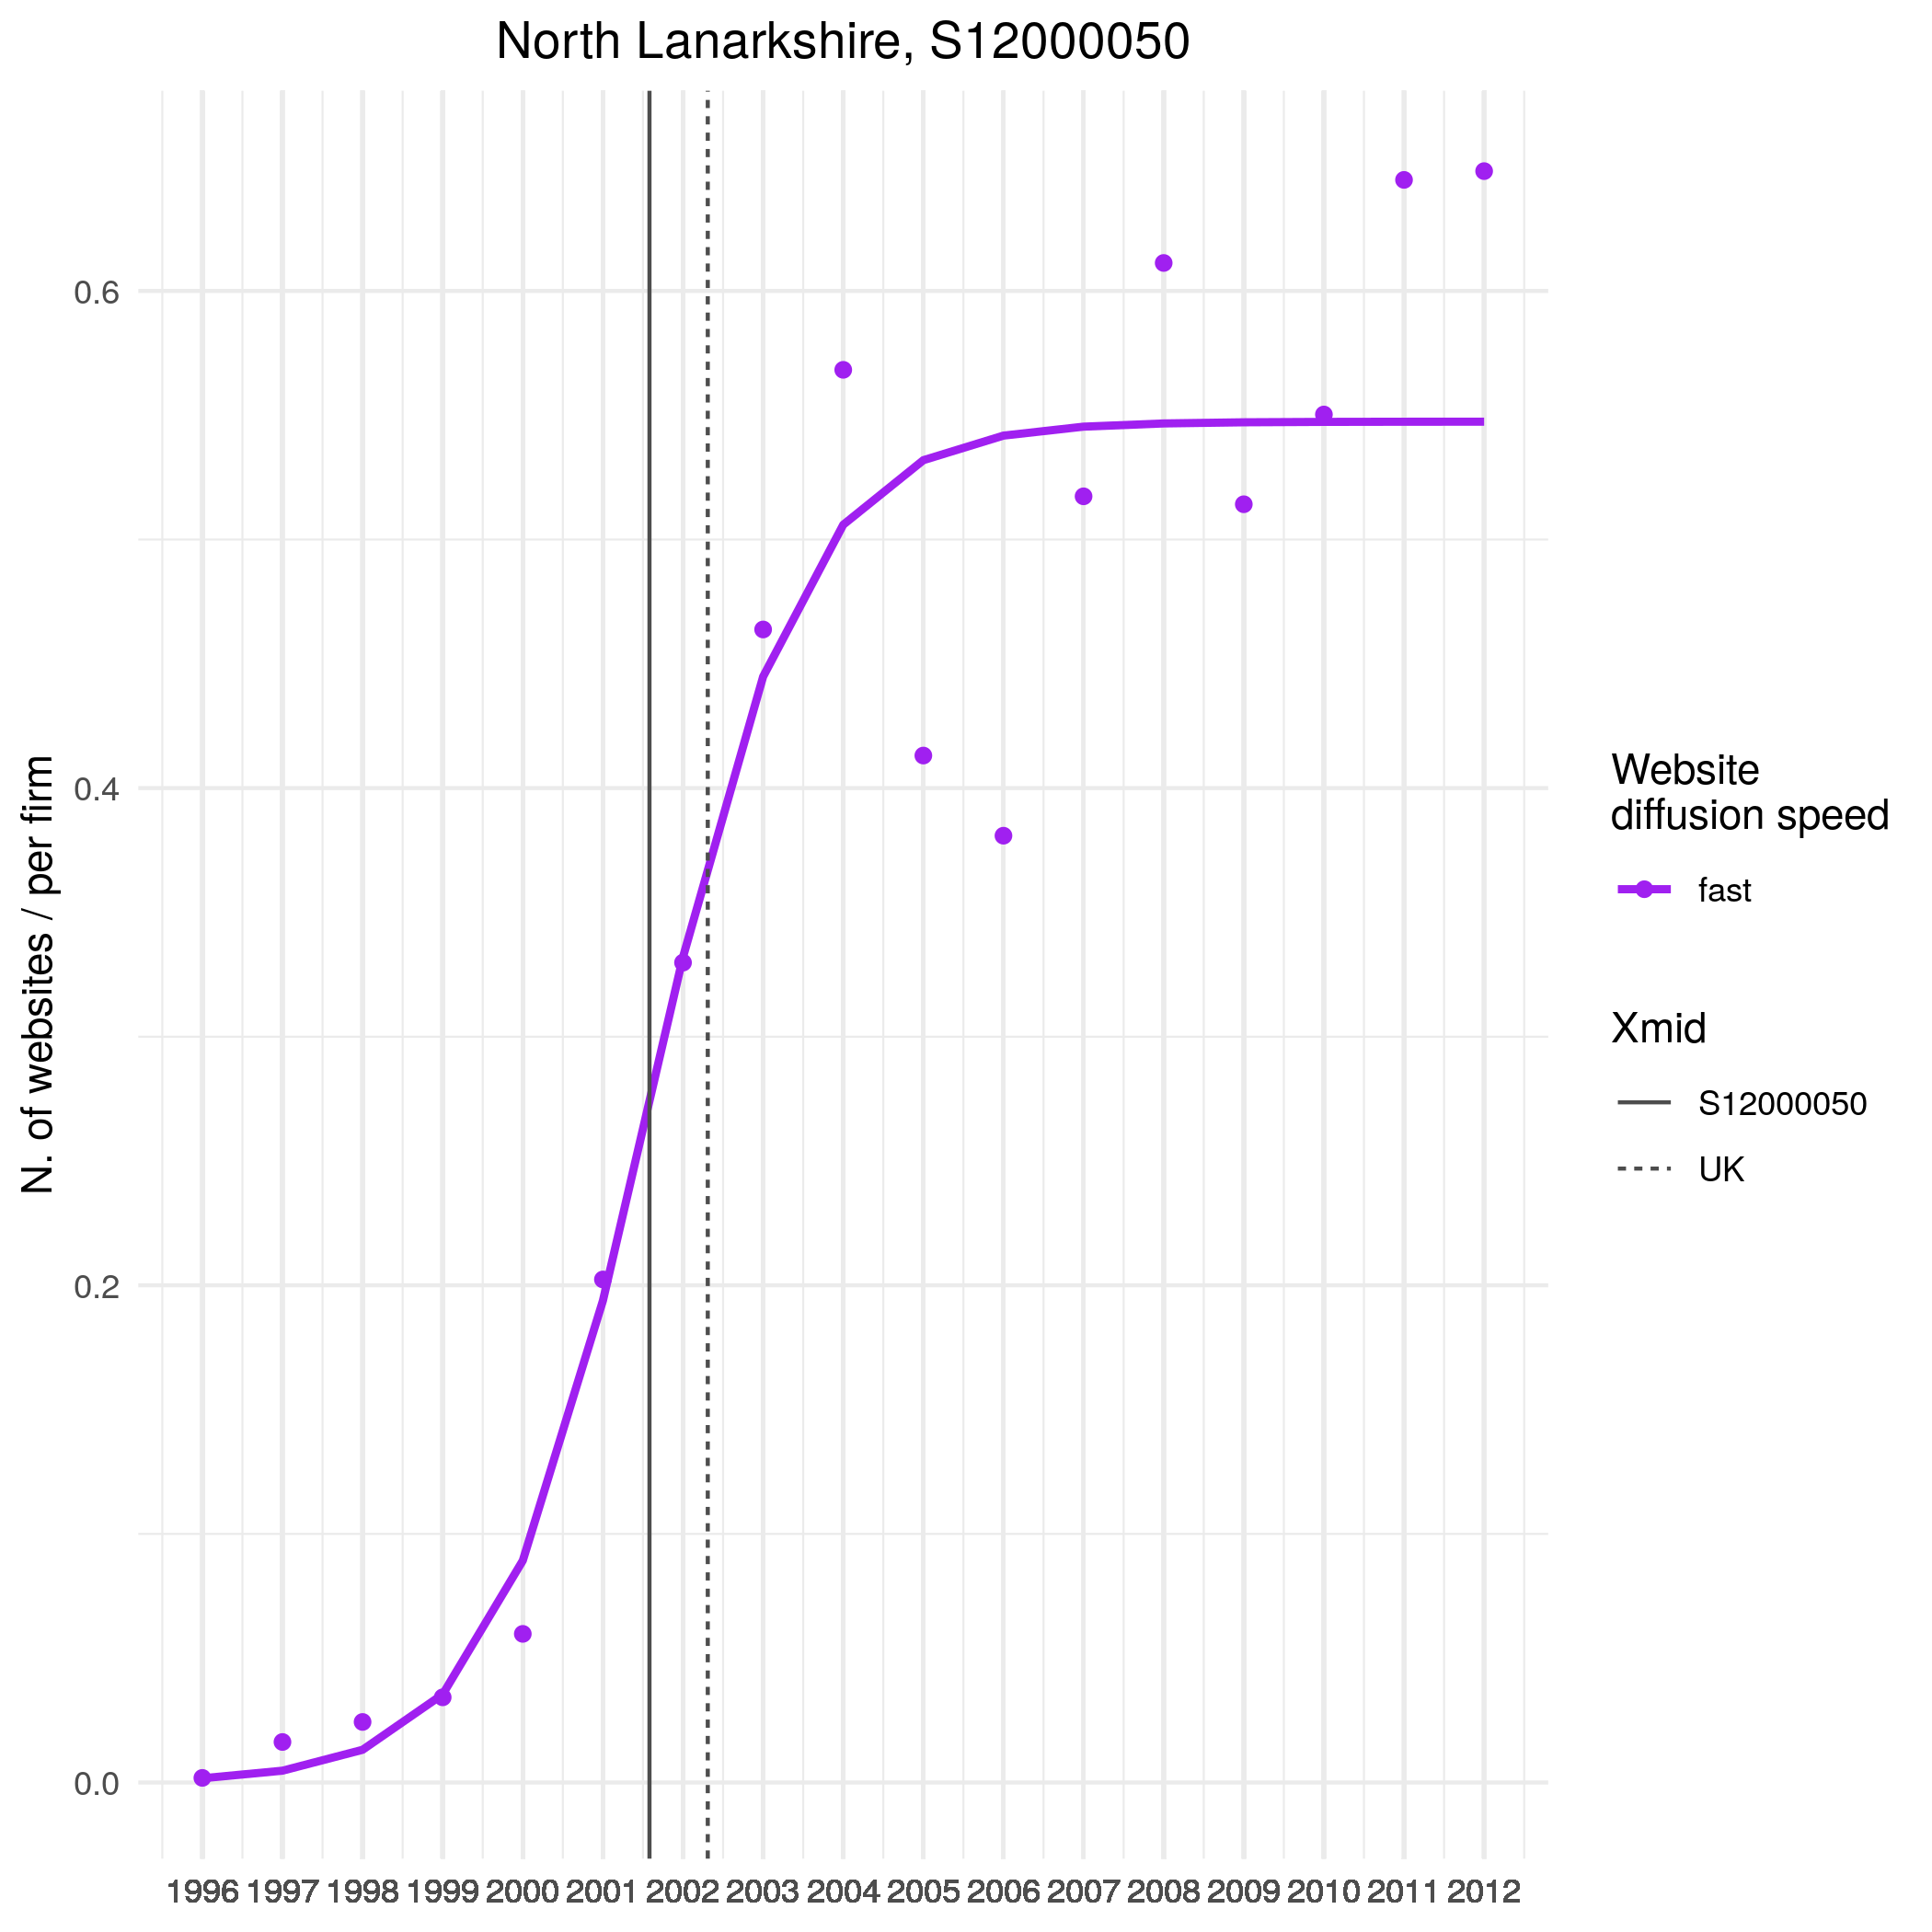 North Lanarkshire, S12000050
N. of websites / per firm
0.6
0.4
0.2
0.0
1996 1997 1998 1999 2000 2001 2002 2003 2004 2005 2006 2007 2008 2009 2010 2011 2012
Website
diffusion speed
fast
Xmid
S12000050
UK